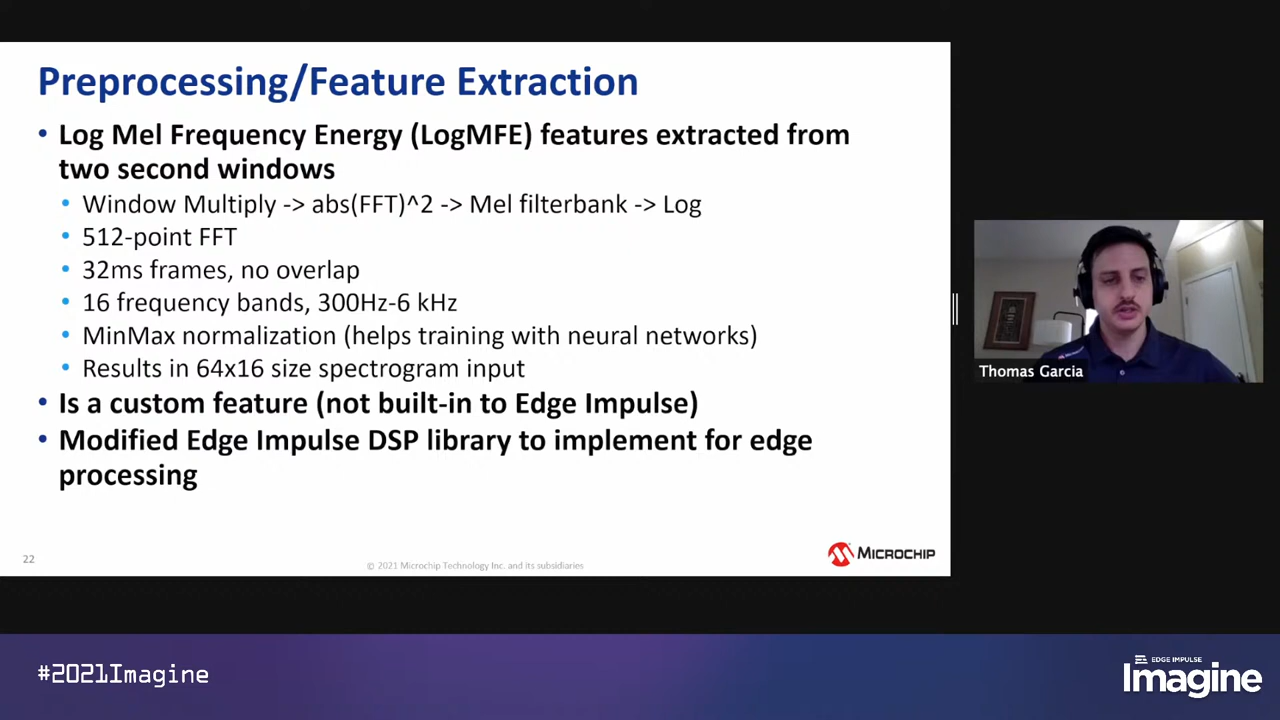 Preprocessing/Feature Extraction
• Log Mel Frequency Energy (LogMFE) features extracted from
two second windows
• Window Multiply -> abs(FFT)^2 -> Mel filterbank -> Log
• 512-point FFT
• 32ms frames, no overlap
• 16 frequency bands, 300Hz-6 kHz
• MinMax normalization (helps training with neural networks)
• Results in 64x16 size spectrogram input
• Is a custom feature (not built-in to Edge Impulse)
• Modified Edge Impulse DSP library to implement for edge
processing
22
© 2021 Microchip Technology Inc. and its subsidiaries
MICROCHIP
Thomas Garcia
#2021Imagine
EDGE IMPULSE
Imagine